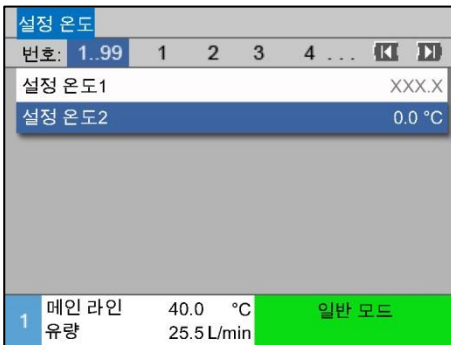 설정 온도
번호: 1..99 1 2 3 4 ...
설정 온도1 XXX.X
설정 온도2 0.0 °C
1 메인 라인 40.0 °C 일반 모드
유량 25.5 L/min